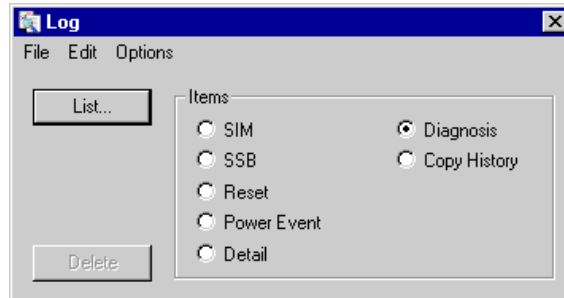 Log
File Edit Options
List...
Items
SIM
Diagnosis
SSB
Copy History
Reset
Power Event
Detail
Delete